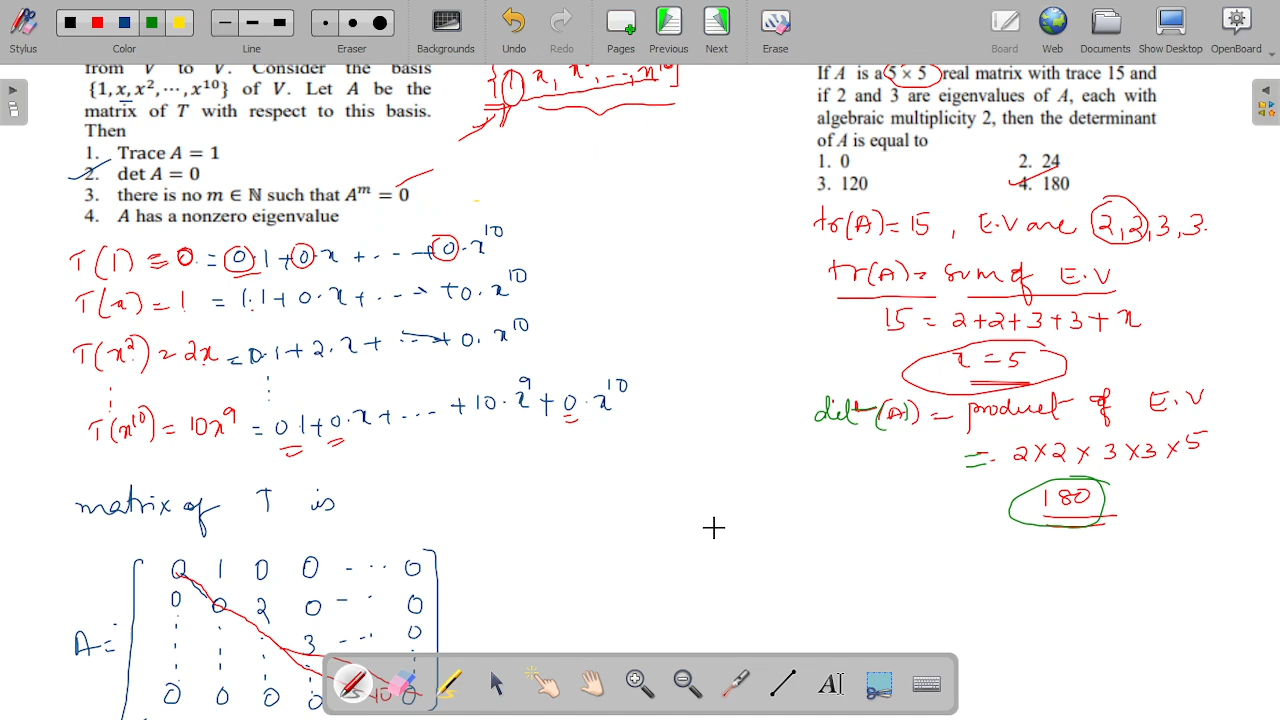 Stylus
Color
Line
Eraser
Backgrounds
Undo
Redo
Pages
Previous
Next
Erase
Board
Web
Documents
Show Desktop
OpenBoard
from V to V. Consider the basis
{1, x, x², ⋯, x¹⁰} of V. Let A be the
matrix of T with respect to this basis.
Then
1. Trace A = 1
2. det A = 0
3. there is no m ∈ ℕ such that Aᵐ = 0
4. A has a nonzero eigenvalue
{1, x, x², ..., x¹⁰}
T(1) = 0 = 0·1 + 0·x + ... + 0·x¹⁰
T(x) = 1 = 1·1 + 0·x + ... + 0·x¹⁰
T(x²) = 2x = 0·1 + 2·x + ... + 0·x¹⁰
T(x¹⁰) = 10x⁹ = 0·1 + 0·x + ... + 10·x⁹ + 0·x¹⁰
matrix of T is
A =
0 1 0 0 - ... 0
0 0 2 0 - ... 0
3 - ... 0
0 0 0 0 10 0
If A is a 5 × 5 real matrix with trace 15 and
if 2 and 3 are eigenvalues of A, each with
algebraic multiplicity 2, then the determinant
of A is equal to
1. 0 2. 24
3. 120 4. 180
tr(A) = 15 , E.V are 2, 2, 3, 3.
tr(A) = sum of E.V
15 = 2+2+3+3+x
x = 5
det(A) = product of E.V
= 2×2×3×3×5
180